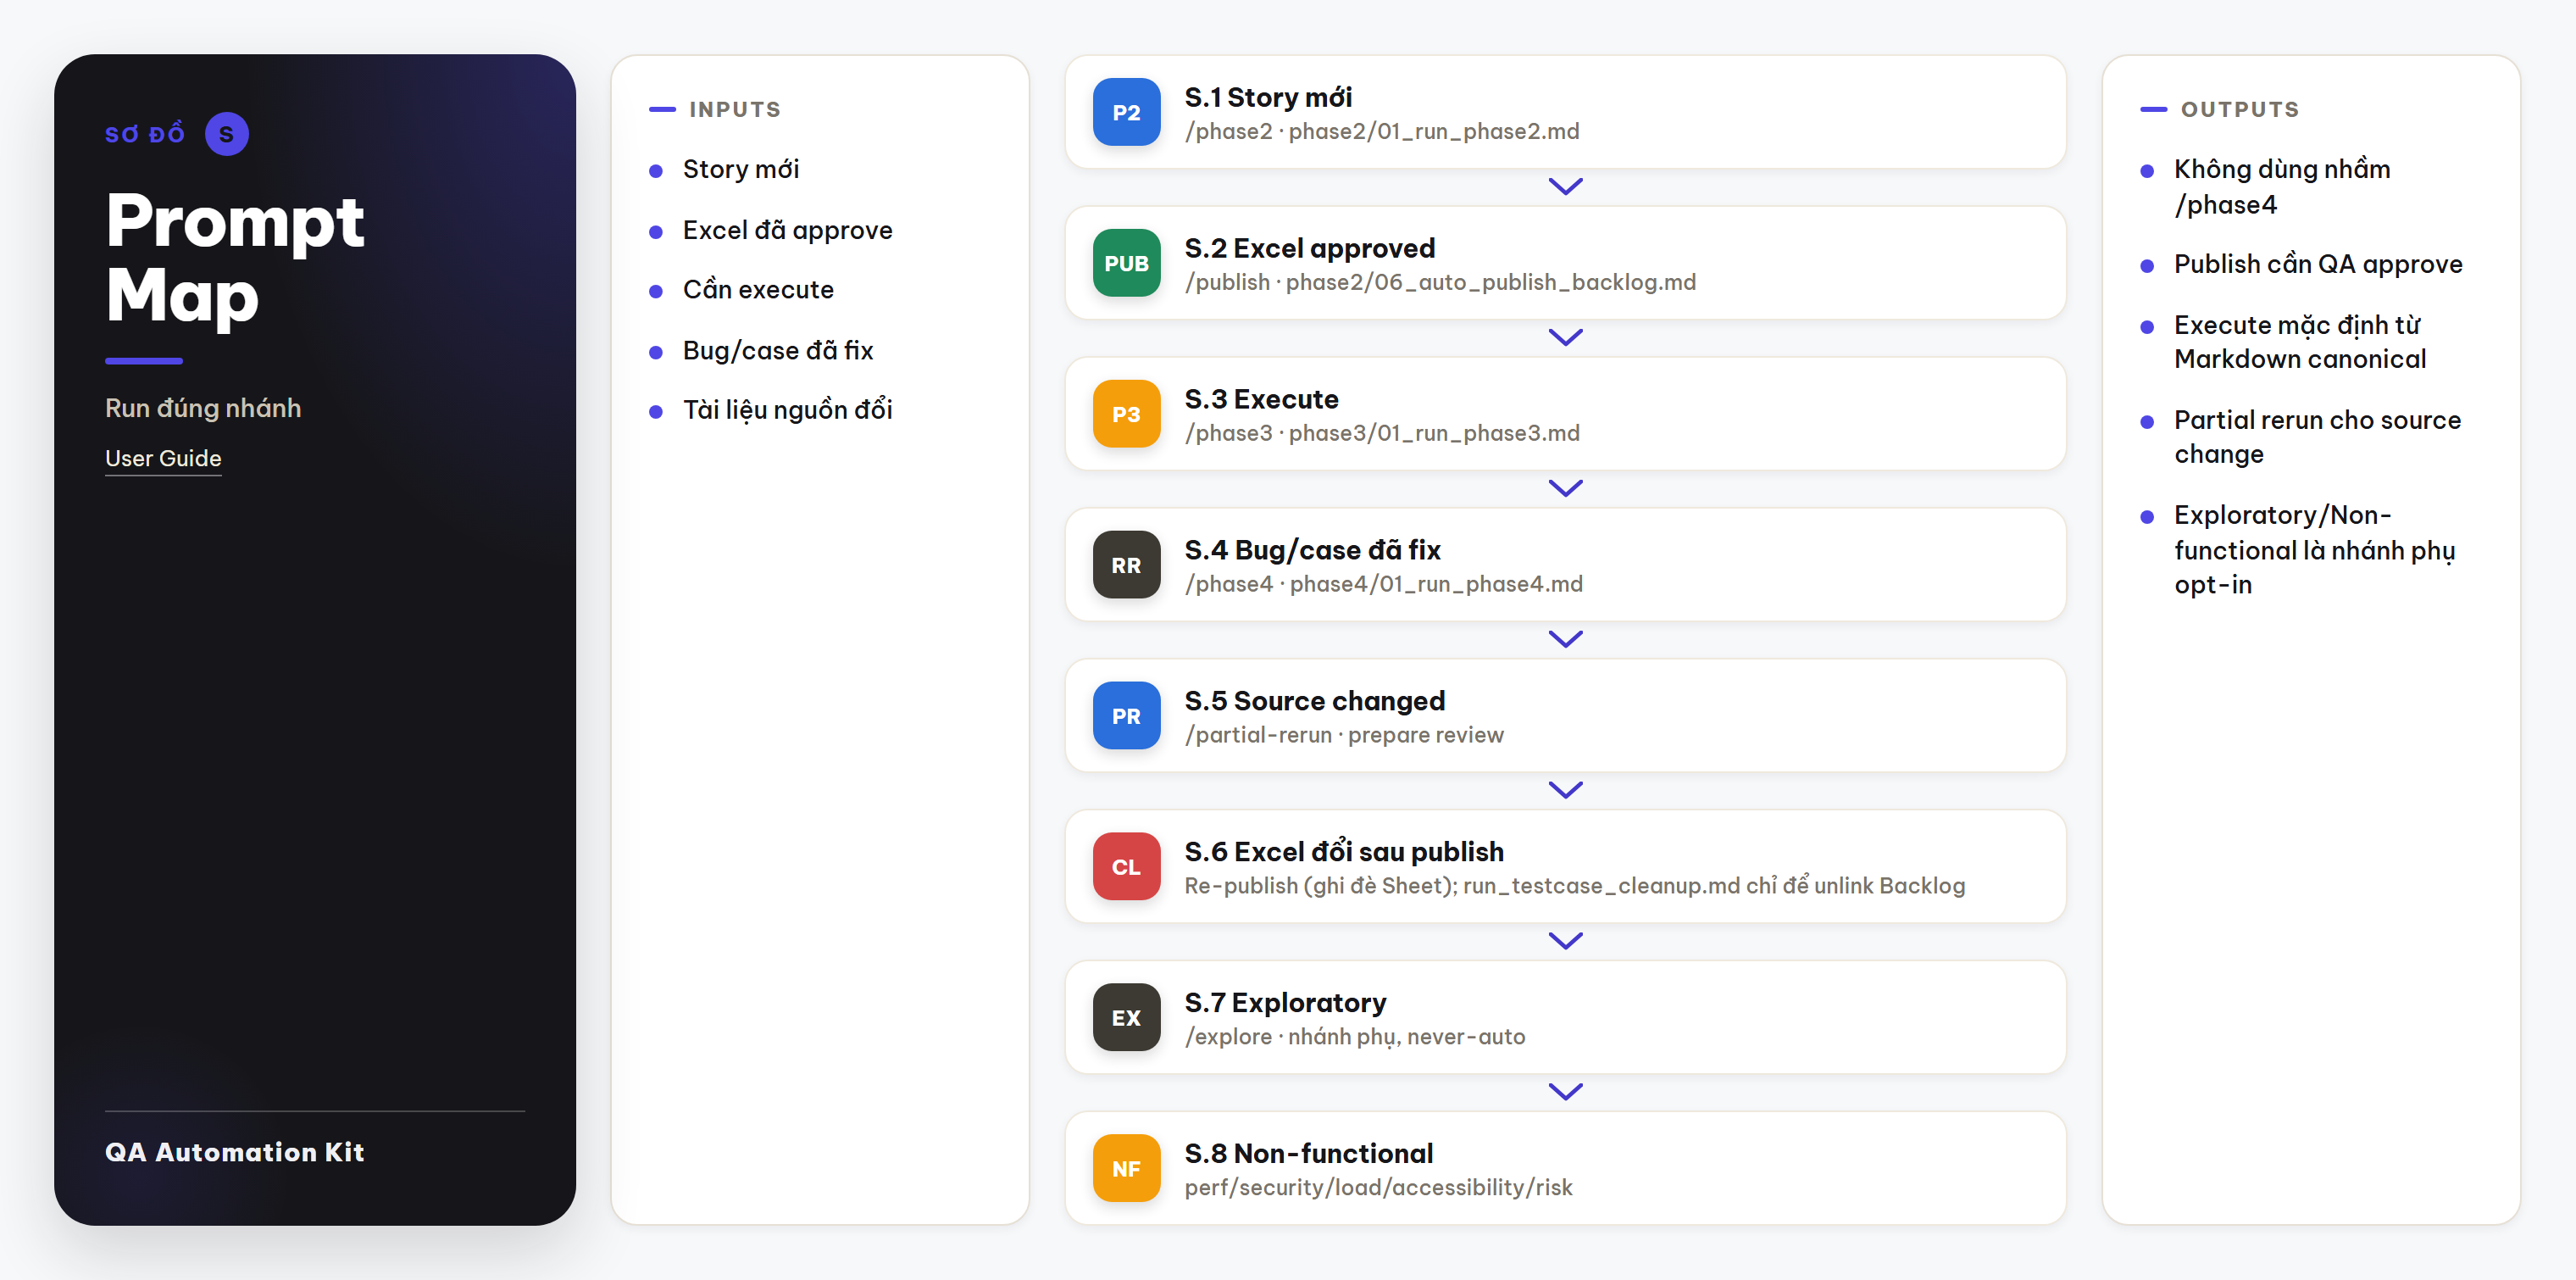 SƠ ĐỒ S
Prompt
Map
Run đúng nhánh
User Guide
QA Automation Kit
INPUTS
Story mới
Excel đã approve
Cần execute
Bug/case đã fix
Tài liệu nguồn đổi
P2
S.1 Story mới
/phase2 · phase2/01_run_phase2.md
PUB
S.2 Excel approved
/publish · phase2/06_auto_publish_backlog.md
P3
S.3 Execute
/phase3 · phase3/01_run_phase3.md
RR
S.4 Bug/case đã fix
/phase4 · phase4/01_run_phase4.md
PR
S.5 Source changed
/partial-rerun · prepare review
CL
S.6 Excel đổi sau publish
Re-publish (ghi đè Sheet); run_testcase_cleanup.md chỉ để unlink Backlog
EX
S.7 Exploratory
/explore · nhánh phụ, never-auto
NF
S.8 Non-functional
perf/security/load/accessibility/risk
OUTPUTS
Không dùng nhầm
/phase4
Publish cần QA approve
Execute mặc định từ
Markdown canonical
Partial rerun cho source
change
Exploratory/Non-
functional là nhánh phụ
opt-in